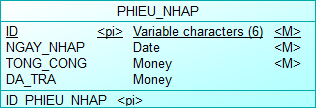 PHIEU_NHAP
ID <pi> Variable characters (6) <M>
NGAY_NHAP Date <M>
TONG_CONG Money <M>
DA_TRA Money
ID_PHIEU_NHAP <pi>